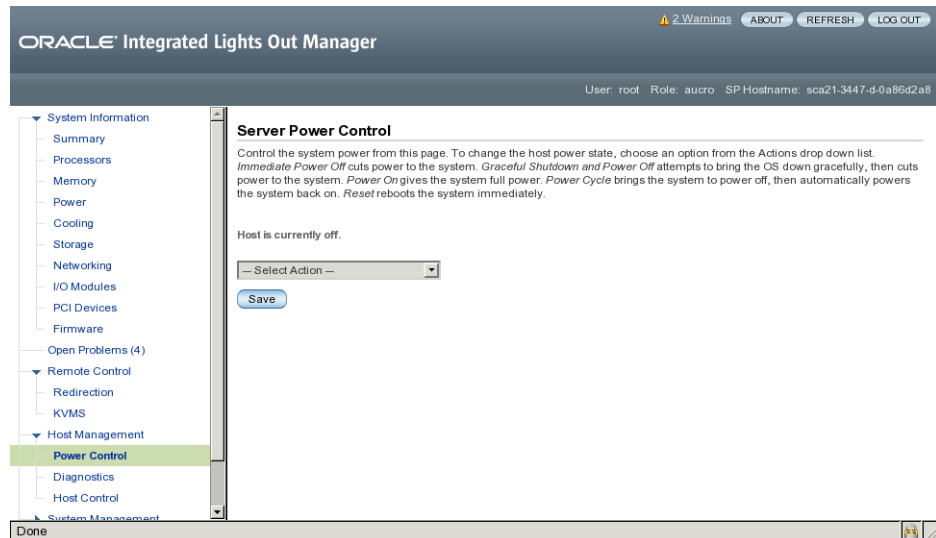 2 Warnings ABOUT REFRESH LOG OUT
ORACLE Integrated Lights Out Manager
User: root Role: aucro SP Hostname: sca21-3447-d-0a86d2a8
System Information
Summary
Processors
Memory
Power
Cooling
Storage
Networking
I/O Modules
PCI Devices
Firmware
Open Problems (4)
Remote Control
Redirection
KVMS
Host Management
Power Control
Diagnostics
Host Control
System Management
Server Power Control
Control the system power from this page. To change the host power state, choose an option from the Actions drop down list.
Immediate Power Off cuts power to the system. Graceful Shutdown and Power Off attempts to bring the OS down gracefully, then cuts
power to the system. Power On gives the system full power. Power Cycle brings the system to power off, then automatically powers
the system back on. Reset reboots the system immediately.
Host is currently off.
— Select Action —
Save
Done